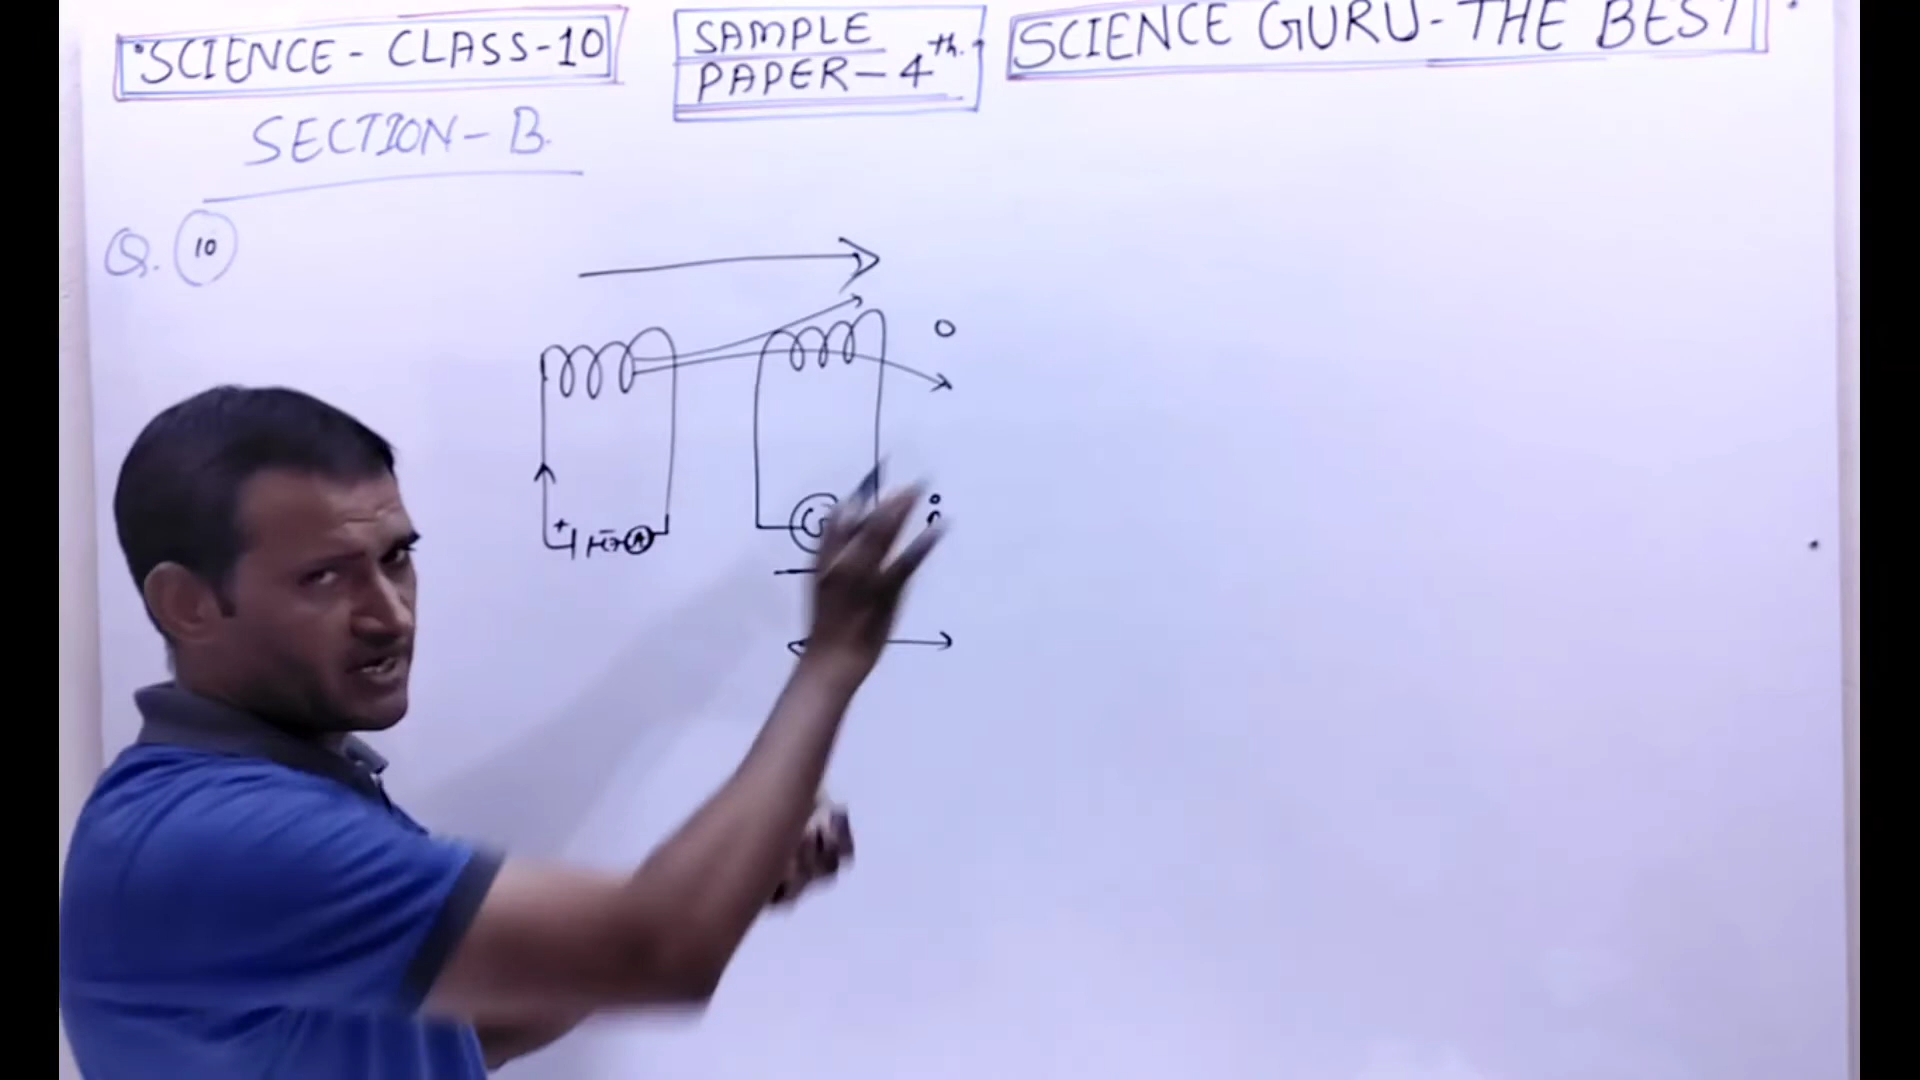 SCIENCE - CLASS-10
SAMPLE
PAPER - 4th.
SCIENCE GURU - THE BEST
SECTION - B.
Q. 10
+ -
A
G